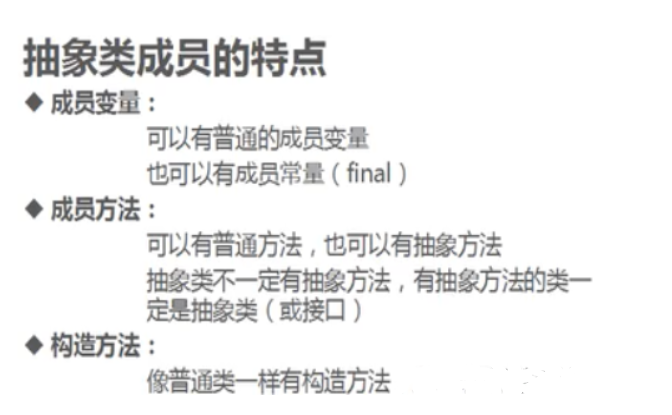 抽象类成员的特点
◆ 成员变量：
可以有普通的成员变量
也可以有成员常量（final）
◆ 成员方法：
可以有普通方法，也可以有抽象方法
抽象类不一定有抽象方法，有抽象方法的类一
定是抽象类（或接口）
◆ 构造方法：
像普通类一样有构造方法